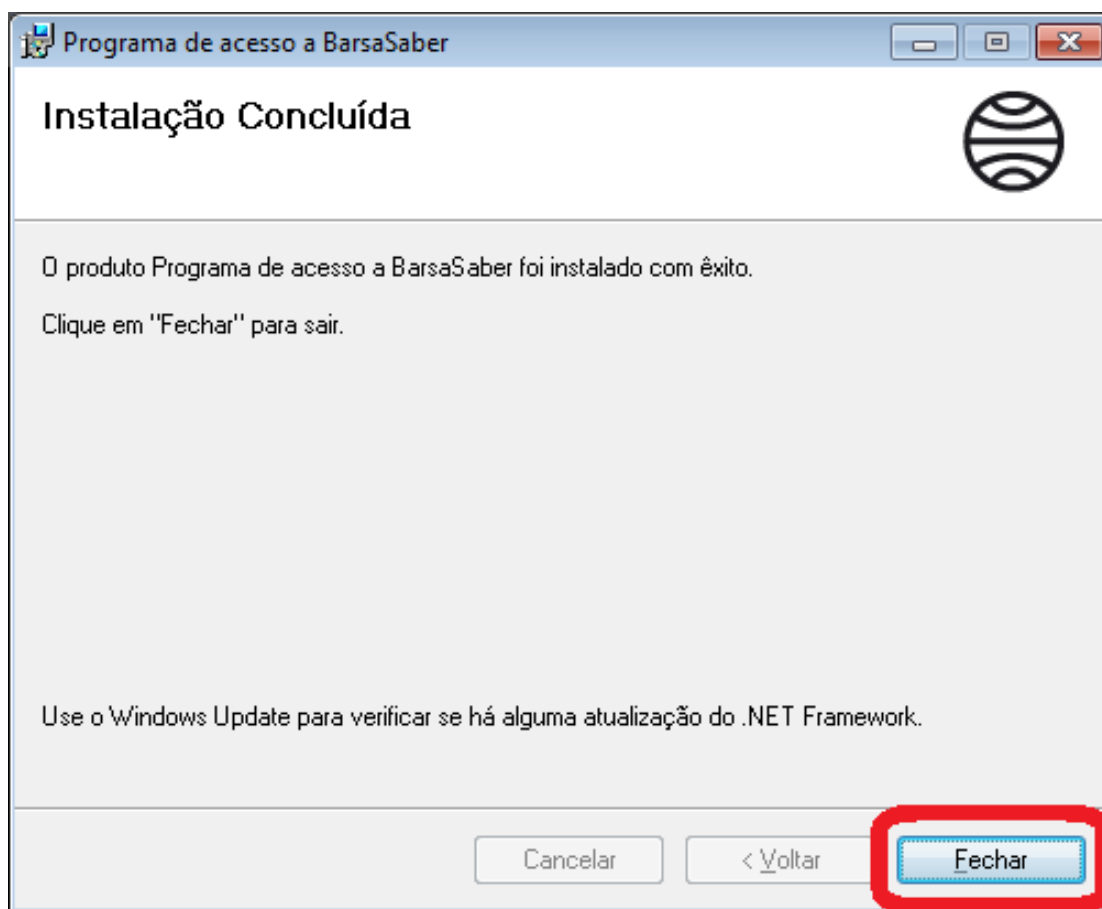 Programa de acesso a BarsaSaber
Instalação Concluída
O produto Programa de acesso a BarsaSaber foi instalado com êxito.
Clique em "Fechar" para sair.
Use o Windows Update para verificar se há alguma atualização do .NET Framework.
Cancelar
< Voltar
Fechar